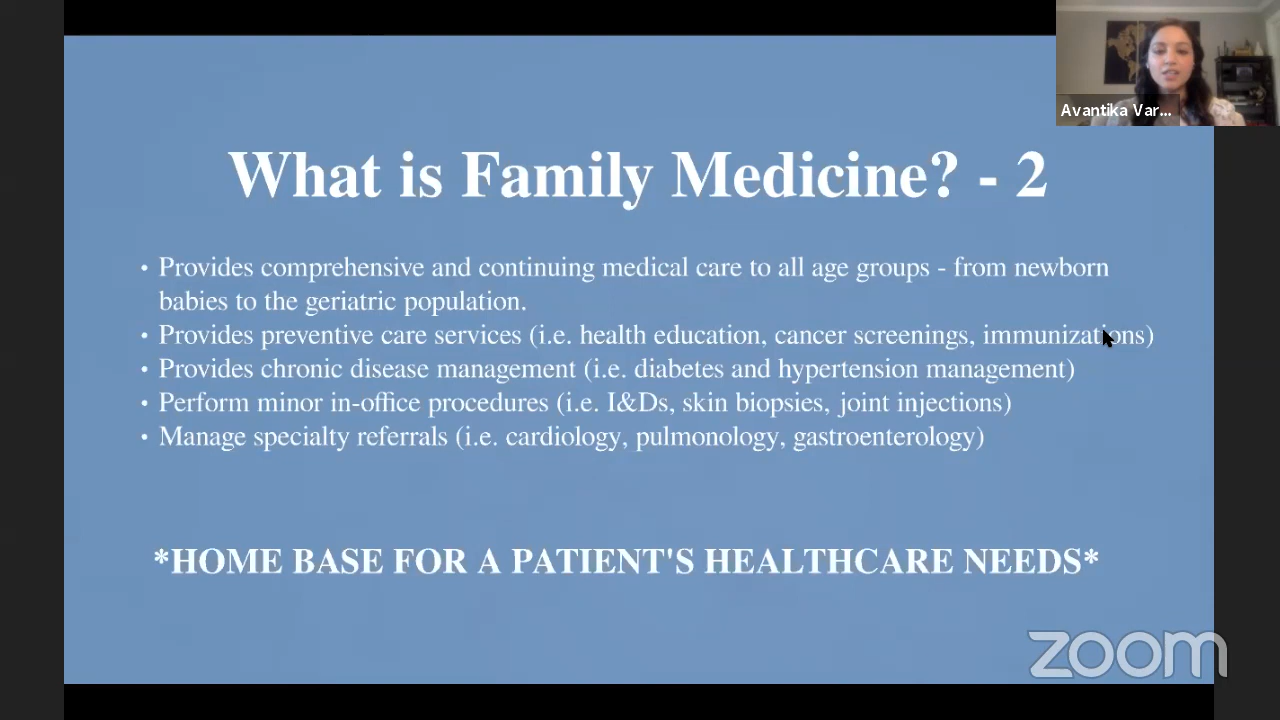 Avantika Var...
What is Family Medicine? - 2
• Provides comprehensive and continuing medical care to all age groups - from newborn
babies to the geriatric population.
• Provides preventive care services (i.e. health education, cancer screenings, immunizations)
• Provides chronic disease management (i.e. diabetes and hypertension management)
• Perform minor in-office procedures (i.e. I&Ds, skin biopsies, joint injections)
• Manage specialty referrals (i.e. cardiology, pulmonology, gastroenterology)
*HOME BASE FOR A PATIENT'S HEALTHCARE NEEDS*
zoom